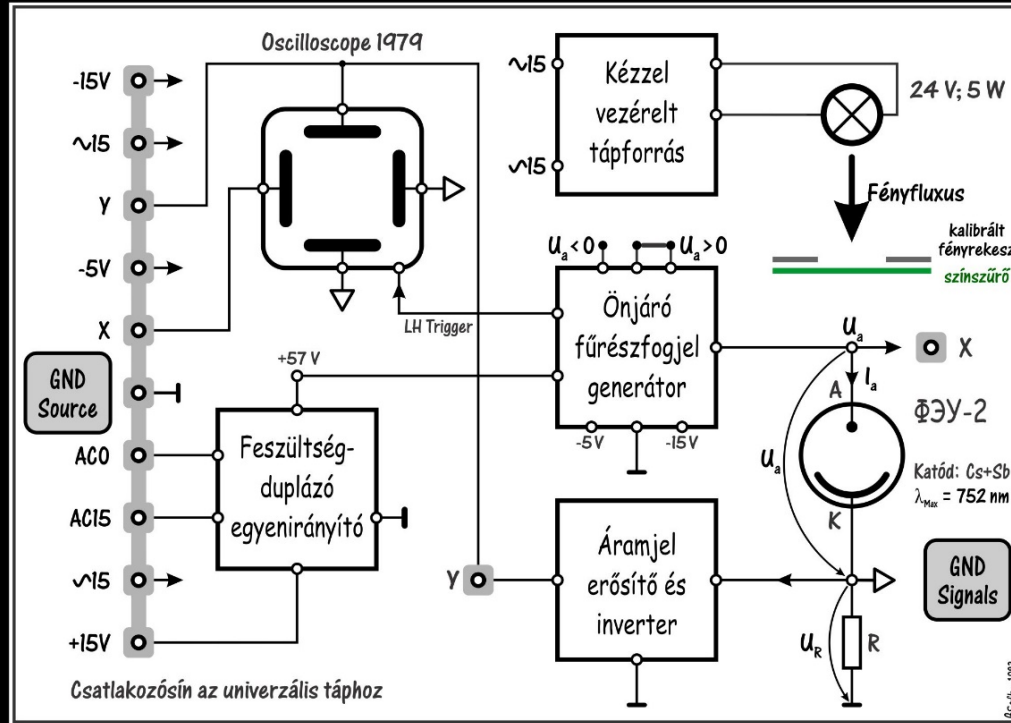 Oscilloscope 1979
-15V
∿15
Y
-5V
X
GND
Source
AC0
AC15
∿15
+15V
LH Trigger
+57 V
Feszültség-
duplázó
egyenirányító
Csatlakozósín az univerzális táphoz
∿15
∿15
Kézzel
vezérelt
tápforrás
24 V; 5 W
Fényfluxus
kalibrált
fényrekesz
színszűrő
Uₐ<0
Uₐ>0
Önjáró
fűrészfogjel
generátor
-5V
-15V
Uₐ
X
Iₐ
A
ФЭУ-2
Uₐ
Katód: Cs+Sb
λMax = 752 nm
K
Y
Áramjel
erősítő és
inverter
GND
Signals
UR
R